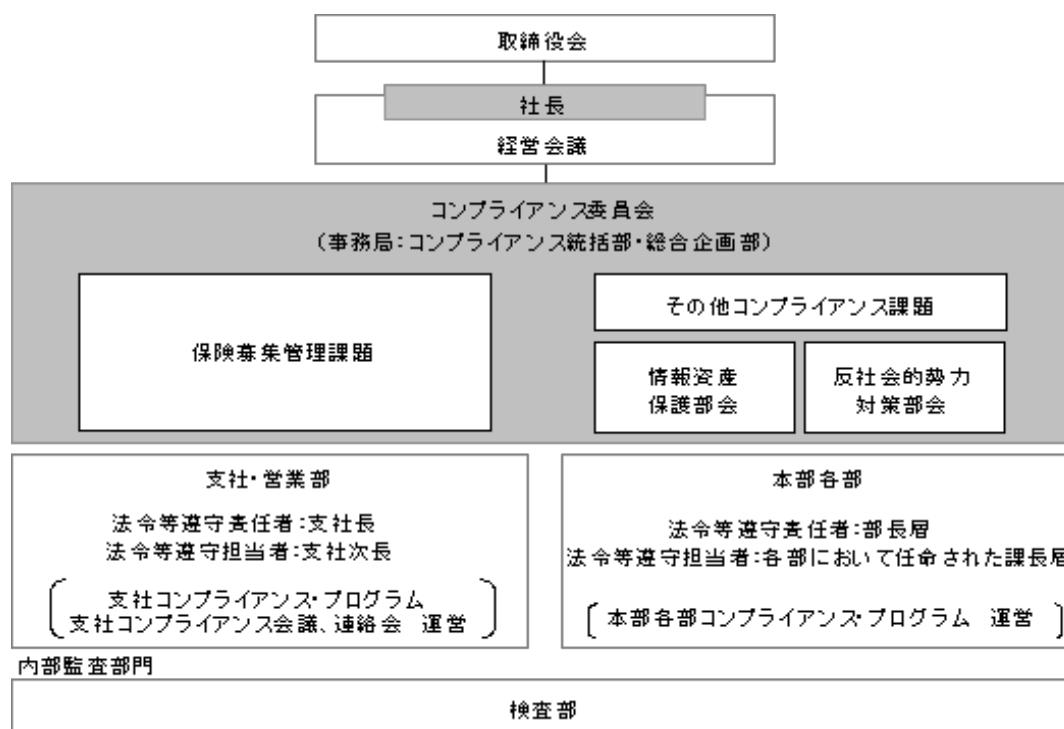 取締役会
社長
経営会議
コンプライアンス委員会
（事務局：コンプライアンス統括部・総合企画部）
保険募集管理課題
その他コンプライアンス課題
情報資産
保護部会
反社会的勢力
対策部会
支社・営業部
法令等遵守責任者：支社長
法令等遵守担当者：支社次長
支社コンプライアンス・プログラム
支社コンプライアンス会議、連絡会　運営
本部各部
法令等遵守責任者：部長層
法令等遵守担当者：各部において任命された課長層
本部各部コンプライアンス・プログラム　運営
内部監査部門
検査部